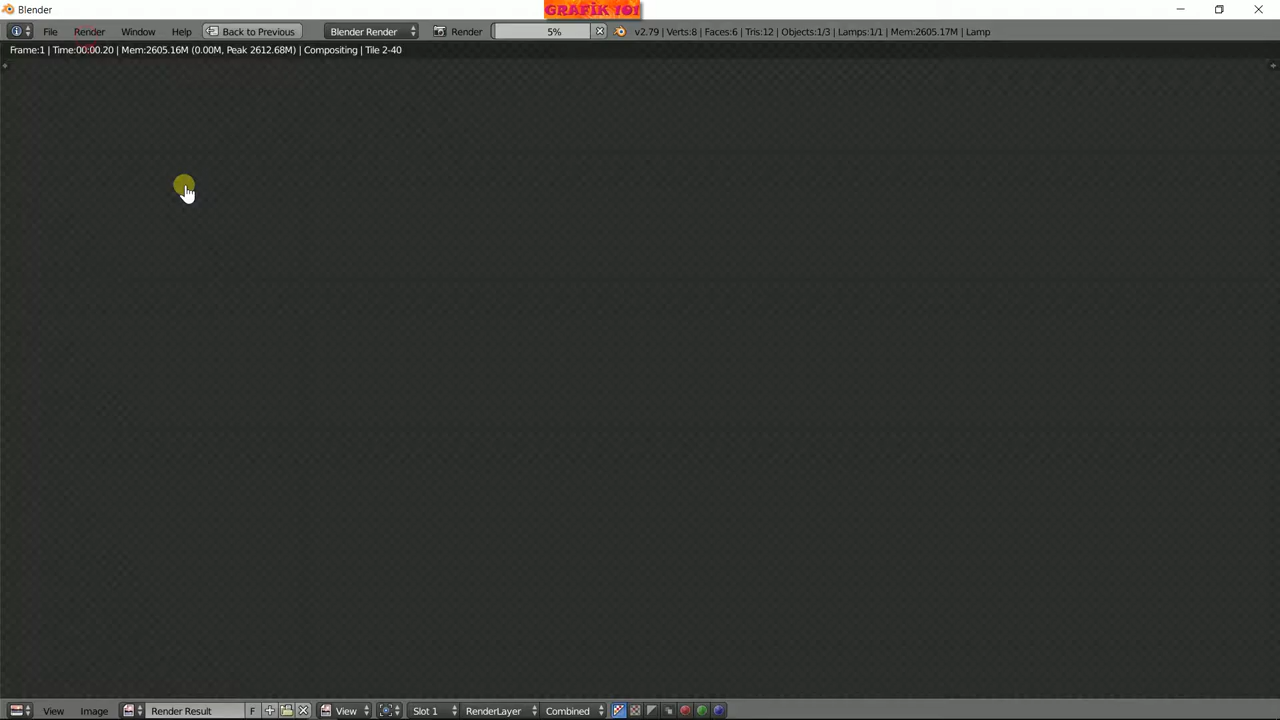 Blender
GRAFİK 101
File Render Window Help Back to Previous Blender Render Render 5% v2.79 | Verts:8 | Faces:6 | Tris:12 | Objects:1/3 | Lamps:1/1 | Mem:2605.17M | Lamp
Frame:1 | Time:00:00.20 | Mem:2605.16M (0.00M, Peak 2612.68M) | Compositing | Tile 2-40
View Image Render Result F View Slot 1 RenderLayer Combined